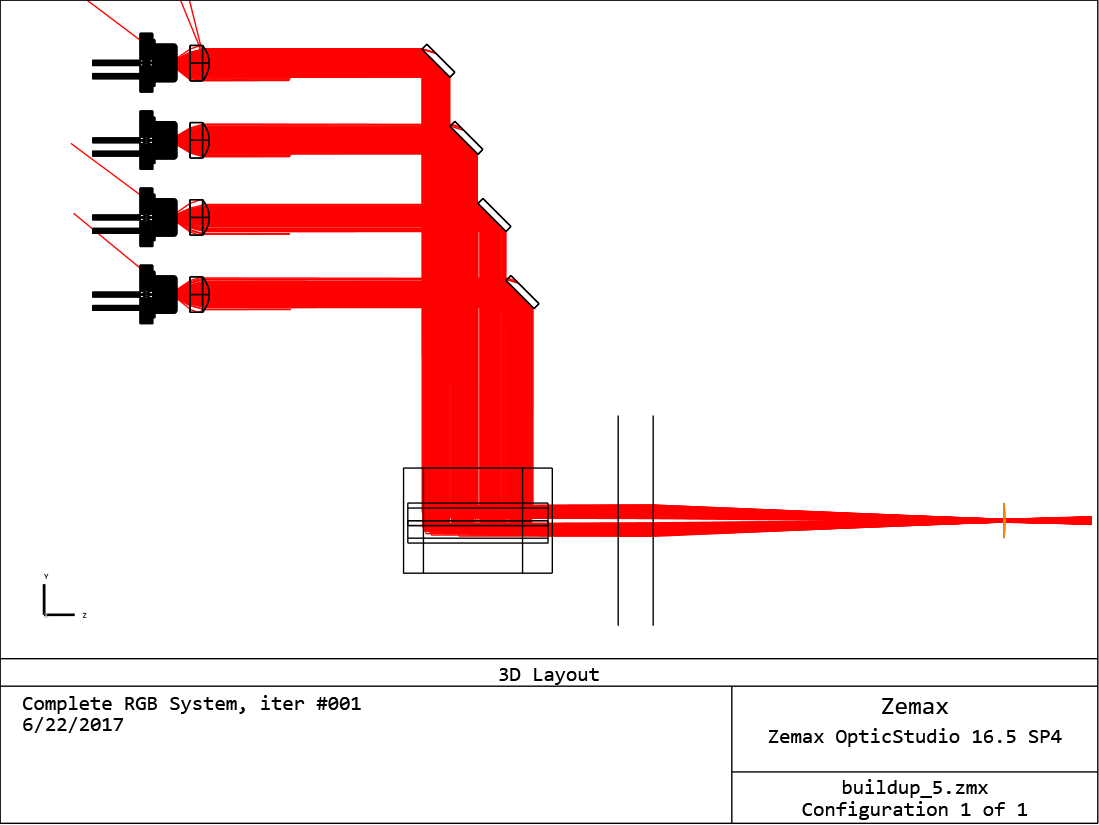 Y
Z
3D Layout
Complete RGB System, iter #001
6/22/2017
Zemax
Zemax OpticStudio 16.5 SP4
buildup_5.zmx
Configuration 1 of 1